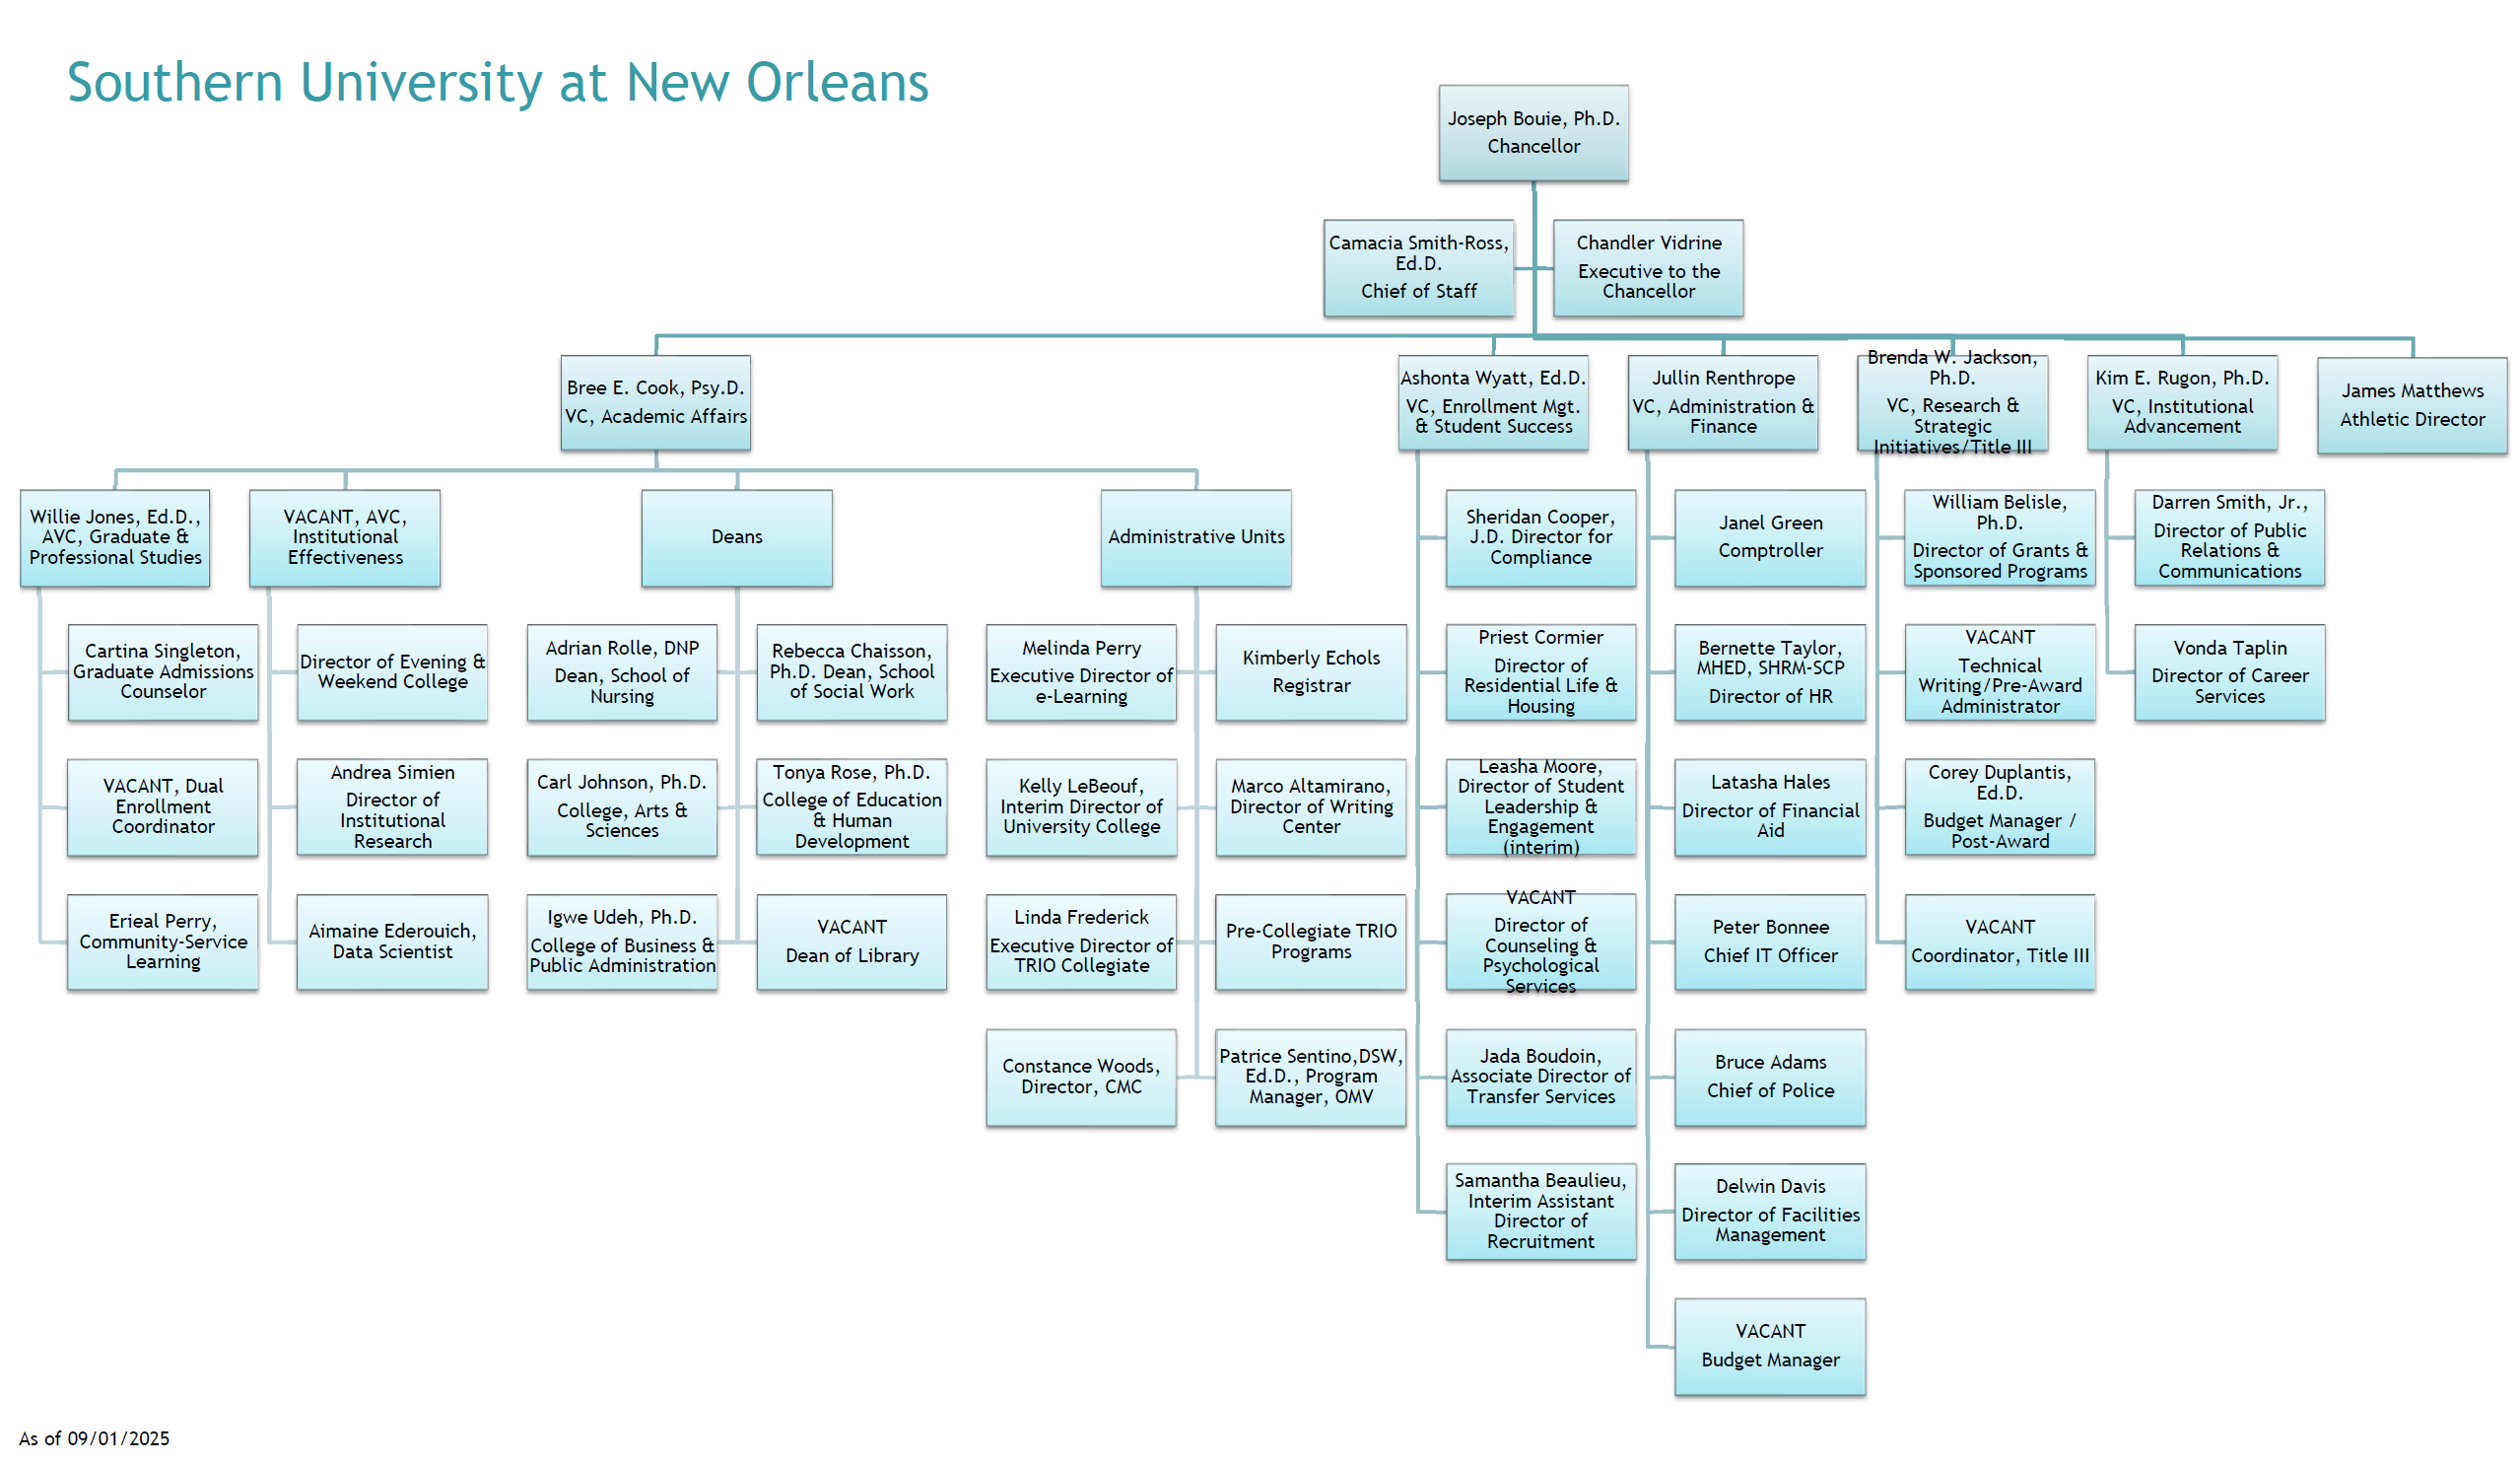 Southern University at New Orleans
Joseph Bouie, Ph.D.
Chancellor
Camacia Smith-Ross,
Ed.D.
Chief of Staff
Chandler Vidrine
Executive to the
Chancellor
Bree E. Cook, Psy.D.
VC, Academic Affairs
Ashonta Wyatt, Ed.D.
VC, Enrollment Mgt.
& Student Success
Jullin Renthrope
VC, Administration &
Finance
Brenda W. Jackson,
Ph.D.
VC, Research &
Strategic
Initiatives/Title III
Kim E. Rugon, Ph.D.
VC, Institutional
Advancement
James Matthews
Athletic Director
Willie Jones, Ed.D.,
AVC, Graduate &
Professional Studies
VACANT, AVC,
Institutional
Effectiveness
Deans
Administrative Units
Sheridan Cooper,
J.D. Director for
Compliance
Janel Green
Comptroller
William Belisle,
Ph.D.
Director of Grants &
Sponsored Programs
Darren Smith, Jr.,
Director of Public
Relations &
Communications
Cartina Singleton,
Graduate Admissions
Counselor
Director of Evening &
Weekend College
Adrian Rolle, DNP
Dean, School of
Nursing
Rebecca Chaisson,
Ph.D. Dean, School
of Social Work
Melinda Perry
Executive Director of
e-Learning
Kimberly Echols
Registrar
Priest Cormier
Director of
Residential Life &
Housing
Bernette Taylor,
MHED, SHRM-SCP
Director of HR
VACANT
Technical
Writing/Pre-Award
Administrator
Vonda Taplin
Director of Career
Services
VACANT, Dual
Enrollment
Coordinator
Andrea Simien
Director of
Institutional
Research
Carl Johnson, Ph.D.
College, Arts &
Sciences
Tonya Rose, Ph.D.
College of Education
& Human
Development
Kelly LeBeouf,
Interim Director of
University College
Marco Altamirano,
Director of Writing
Center
Leasha Moore,
Director of Student
Leadership &
Engagement
(interim)
Latasha Hales
Director of Financial
Aid
Corey Duplantis,
Ed.D.
Budget Manager /
Post-Award
Erieal Perry,
Community-Service
Learning
Aimaine Ederouich,
Data Scientist
Igwe Udeh, Ph.D.
College of Business &
Public Administration
VACANT
Dean of Library
Linda Frederick
Executive Director of
TRIO Collegiate
Pre-Collegiate TRIO
Programs
VACANT
Director of
Counseling &
Psychological
Services
Peter Bonnee
Chief IT Officer
VACANT
Coordinator, Title III
Constance Woods,
Director, CMC
Patrice Sentino,DSW,
Ed.D., Program
Manager, OMV
Jada Boudoin,
Associate Director of
Transfer Services
Bruce Adams
Chief of Police
Samantha Beaulieu,
Interim Assistant
Director of
Recruitment
Delwin Davis
Director of Facilities
Management
VACANT
Budget Manager
As of 09/01/2025